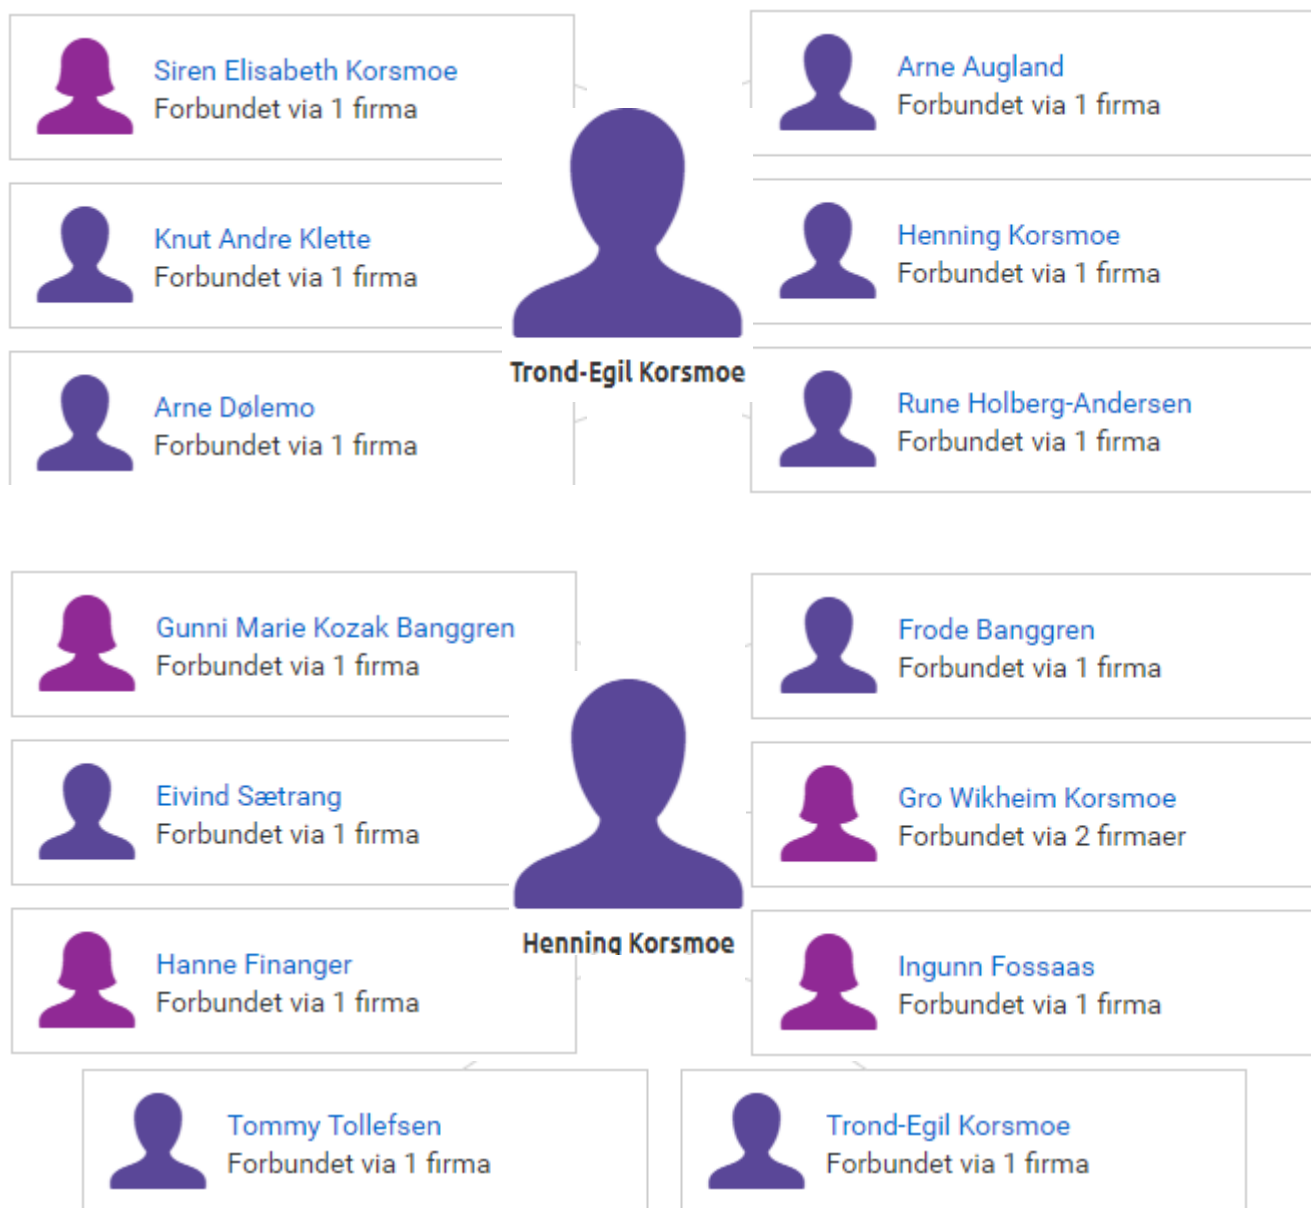 Siren Elisabeth Korsmoe
Forbundet via 1 firma
Knut Andre Klette
Forbundet via 1 firma
Arne Dølemo
Forbundet via 1 firma
Trond-Egil Korsmoe
Arne Augland
Forbundet via 1 firma
Henning Korsmoe
Forbundet via 1 firma
Rune Holberg-Andersen
Forbundet via 1 firma
Gunni Marie Kozak Banggren
Forbundet via 1 firma
Eivind Sætrang
Forbundet via 1 firma
Hanne Finanger
Forbundet via 1 firma
Henning Korsmoe
Frode Banggren
Forbundet via 1 firma
Gro Wikheim Korsmoe
Forbundet via 2 firmaer
Ingunn Fossaas
Forbundet via 1 firma
Tommy Tollefsen
Forbundet via 1 firma
Trond-Egil Korsmoe
Forbundet via 1 firma